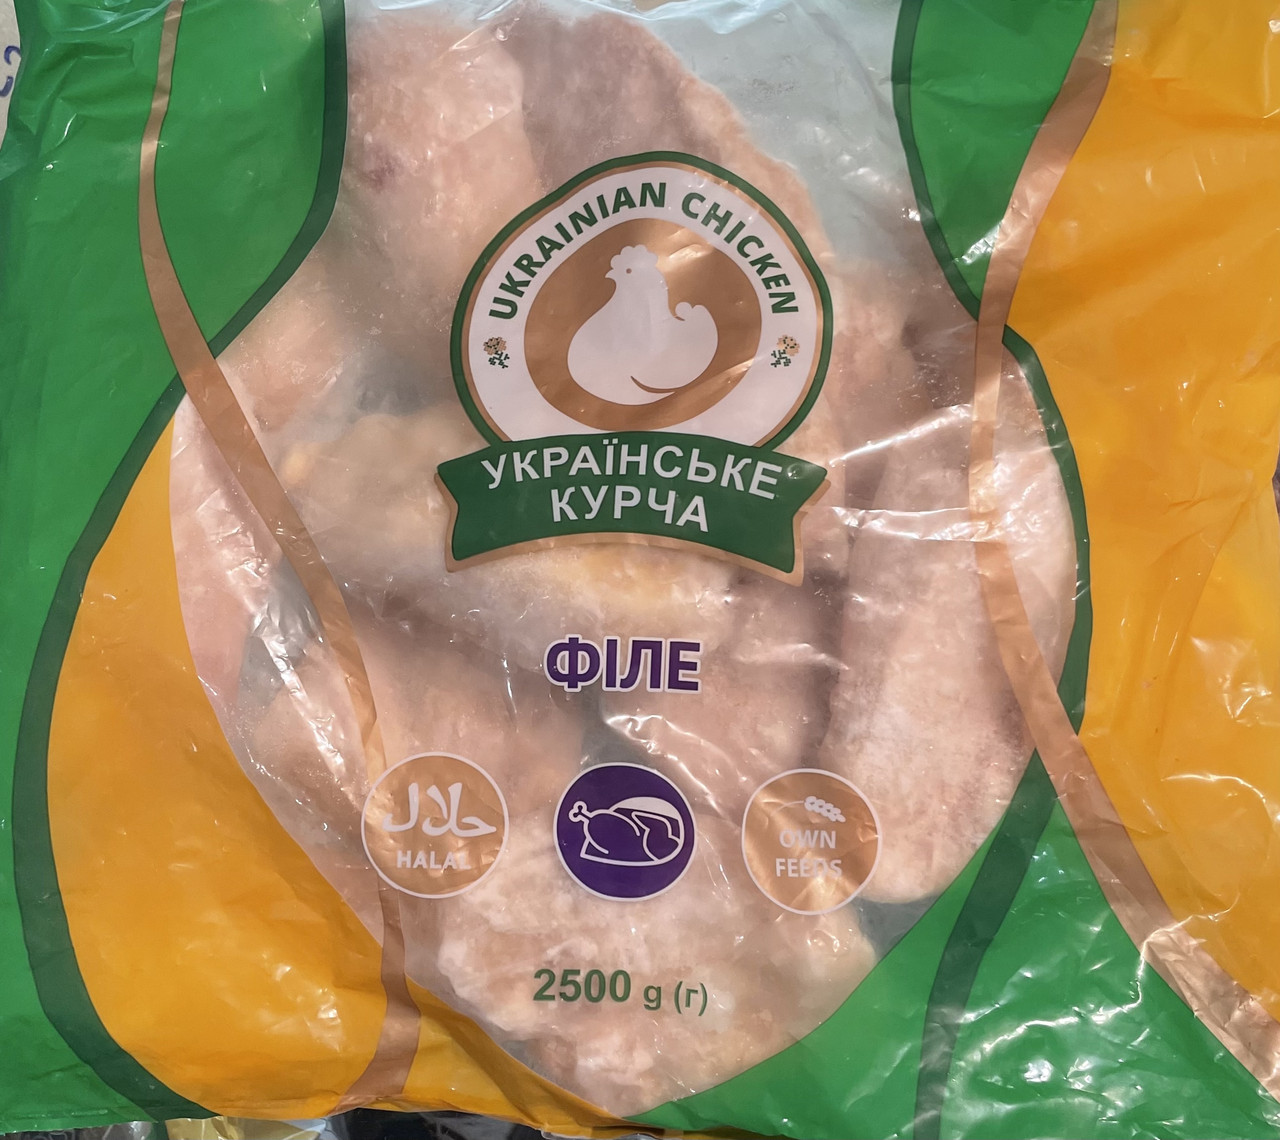 UKRAINIAN CHICKEN
УКРАЇНСЬКЕ
КУРЧА
ФІЛЕ
حلال
HALAL
OWN
FEEDS
2500 g (г)